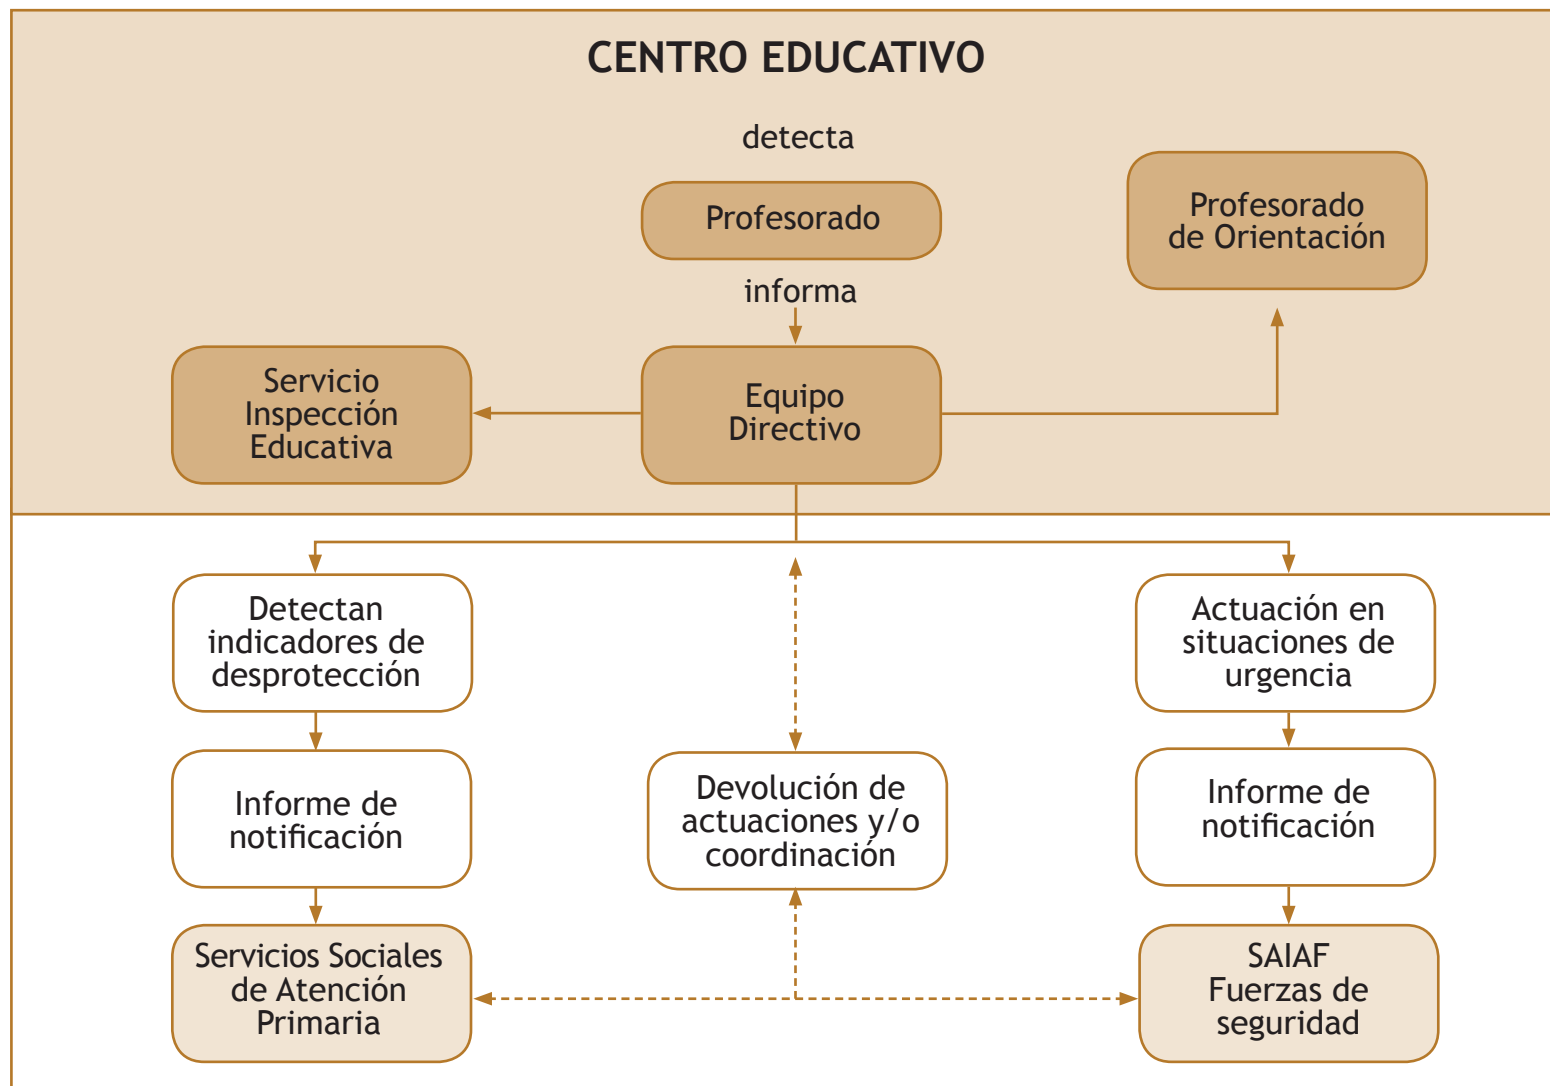 CENTRO EDUCATIVO
detecta
Profesorado
Profesorado
de Orientación
informa
Servicio
Inspección
Educativa
Equipo
Directivo
Detectan
indicadores de
desprotección
Actuación en
situaciones de
urgencia
Informe de
notificación
Devolución de
actuaciones y/o
coordinación
Informe de
notificación
Servicios Sociales
de Atención
Primaria
SAIAF
Fuerzas de
seguridad